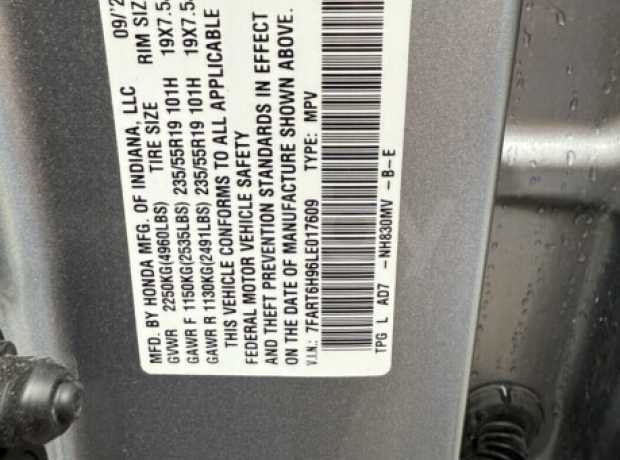 MFD. BY HONDA MFG. OF INDIANA, LLC 09/'2
TIRE SIZE RIM SIZ
GVWR 2250KG(4960LBS)
GAWR F 1150KG(2535LBS) 235/55R19 101H 19X7.5
GAWR R 1130KG(2491LBS) 235/55R19 101H 19X7.5
THIS VEHICLE CONFORMS TO ALL APPLICABLE
FEDERAL MOTOR VEHICLE SAFETY
AND THEFT PREVENTION STANDARDS IN EFFECT
ON THE DATE OF MANUFACTURE SHOWN ABOVE.
V.I.N.: 7FART6H96LE017609 TYPE: MPV
TPG L AD7 -NH830MV -B-E